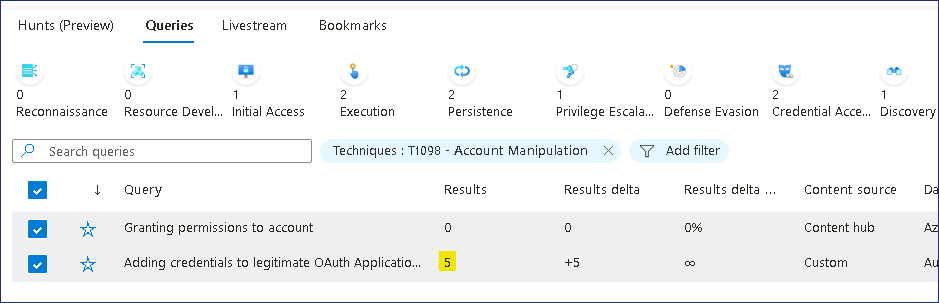 Hunts (Preview) Queries Livestream Bookmarks
0 0 1 2 2 1 0 2 1
Reconnaissance Resource Devel... Initial Access Execution Persistence Privilege Escala... Defense Evasion Credential Acce... Discovery
Search queries Techniques : T1098 - Account Manipulation Add filter
Query Results Results delta Results delta ... Content source Da
Granting permissions to account 0 0 0% Content hub Az
Adding credentials to legitimate OAuth Applicatio... 5 +5 ∞ Custom Au